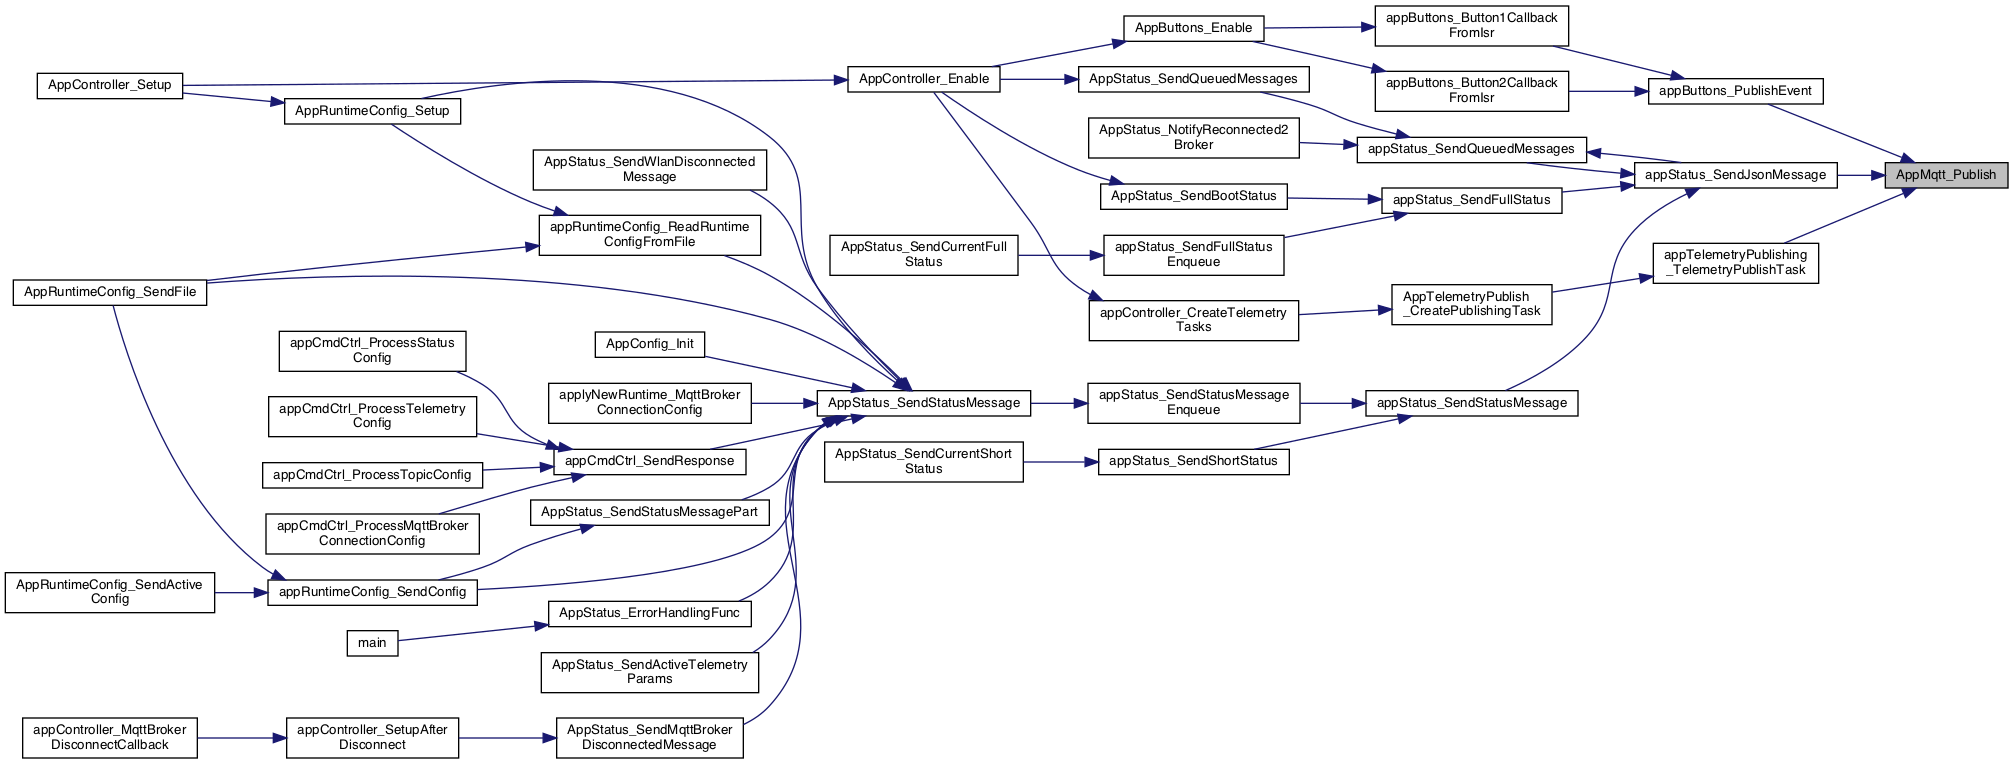 appButtons_Button1Callback
FromIsr
AppButtons_Enable
AppController_Enable
AppStatus_SendQueuedMessages
appButtons_Button2Callback
FromIsr
appButtons_PublishEvent
AppController_Setup
AppRuntimeConfig_Setup
AppStatus_NotifyReconnected2
Broker
appStatus_SendQueuedMessages
AppStatus_SendWlanDisconnected
Message
appStatus_SendJsonMessage
AppMqtt_Publish
AppStatus_SendBootStatus
appStatus_SendFullStatus
appRuntimeConfig_ReadRuntime
ConfigFromFile
AppStatus_SendCurrentFull
Status
appStatus_SendFullStatus
Enqueue
appTelemetryPublishing
_TelemetryPublishTask
AppRuntimeConfig_SendFile
appController_CreateTelemetry
Tasks
AppTelemetryPublish
_CreatePublishingTask
appCmdCtrl_ProcessStatus
Config
AppConfig_Init
applyNewRuntime_MqttBroker
ConnectionConfig
AppStatus_SendStatusMessage
appStatus_SendStatusMessage
Enqueue
appStatus_SendStatusMessage
appCmdCtrl_ProcessTelemetry
Config
appCmdCtrl_SendResponse
AppStatus_SendCurrentShort
Status
appStatus_SendShortStatus
appCmdCtrl_ProcessTopicConfig
AppStatus_SendStatusMessagePart
appCmdCtrl_ProcessMqttBroker
ConnectionConfig
AppRuntimeConfig_SendActive
Config
appRuntimeConfig_SendConfig
AppStatus_ErrorHandlingFunc
main
AppStatus_SendActiveTelemetry
Params
appController_MqttBroker
DisconnectCallback
appController_SetupAfter
Disconnect
AppStatus_SendMqttBroker
DisconnectedMessage